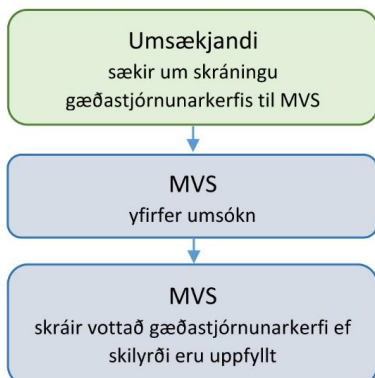 Umsækjandi
sækir um skráningu
gæðastjórnunarkerfis til MVS
MVS
yfirfer umsókn
MVS
skráir vottað gæðastjórnunarkerfi ef
skilyrði eru uppfyllt